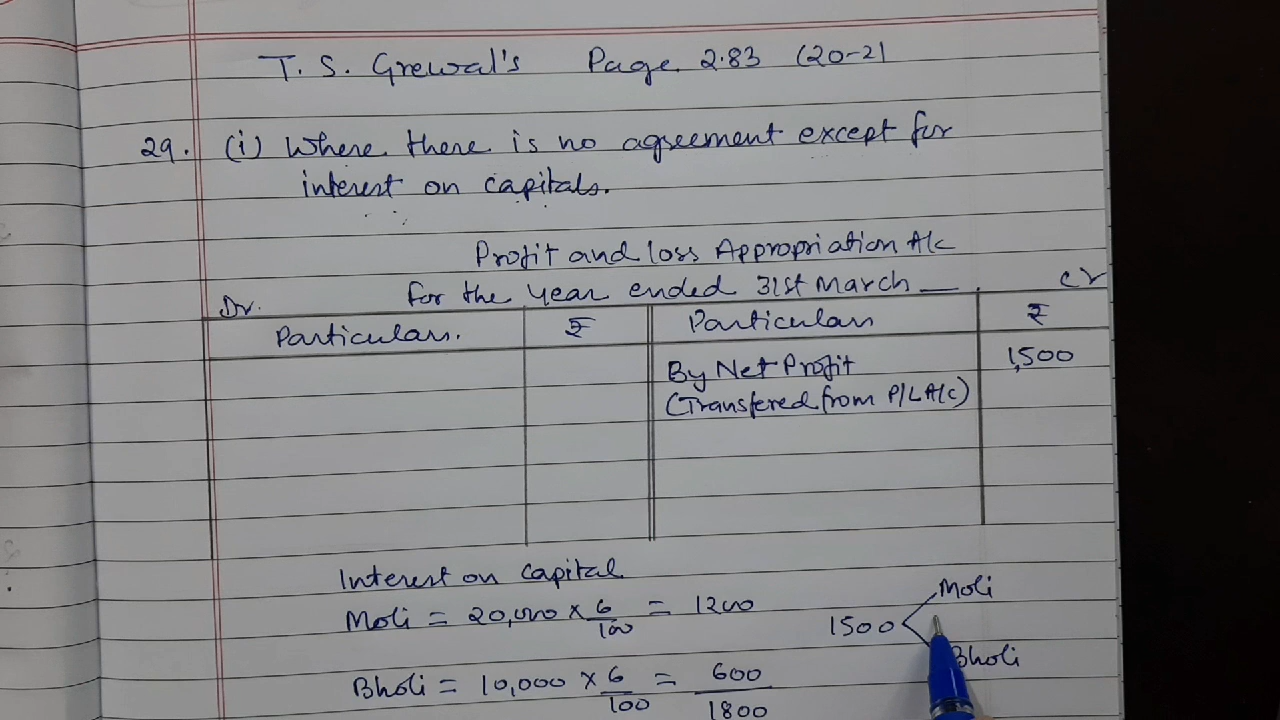 T. S. Grewal's Page 2.83 (20-21
29. (i) Where there is no agreement except for
interest on capitals.
Profit and loss Appropriation A/c
Dr. for the year ended 31st March __. Cr
Particulars. ₹ Particulars ₹
By Net Profit 1,500
(Transfered from P/L A/c)
Interest on Capital
Moli = 20,000 × 6/100 = 1200
1500 Moli
Bholi
Bholi = 10,000 × 6/100 = 600
1800